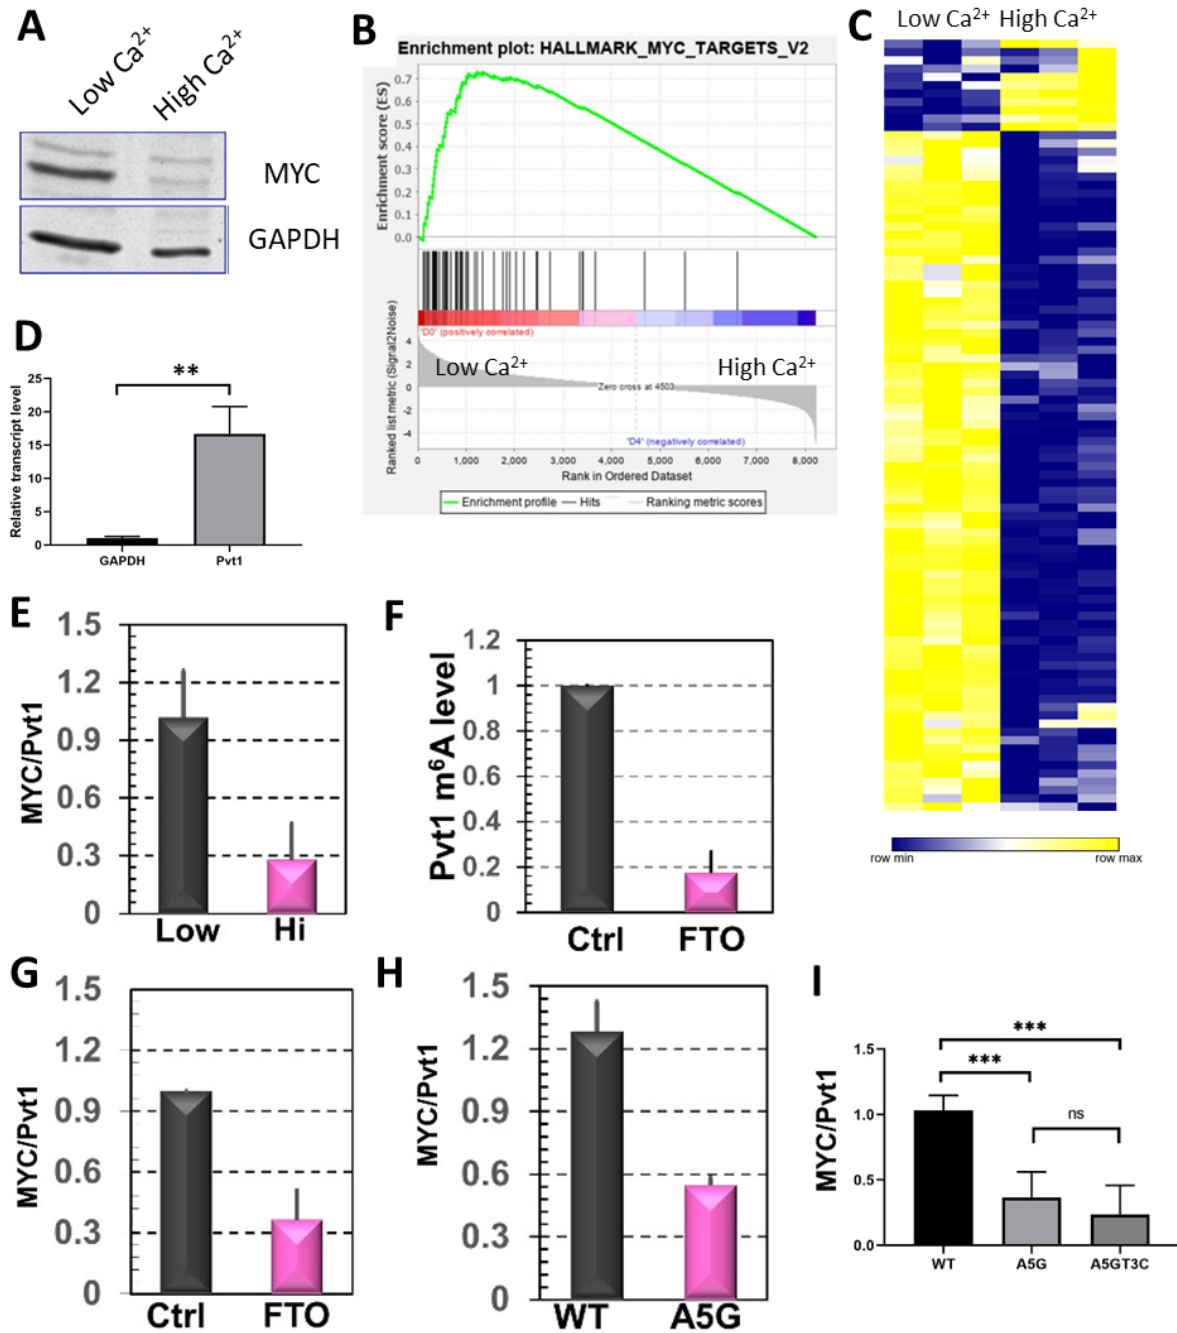 A
Low Ca²⁺
High Ca²⁺
MYC
GAPDH
B
Enrichment plot: HALLMARK_MYC_TARGETS_V2
Enrichment score (ES)
0.7
0.6
0.5
0.4
0.3
0.2
0.1
0.0
'D0' (positively correlated)
Ranked list metric (Signal2Noise)
4
2
0
-2
-4
Low Ca²⁺
High Ca²⁺
Zero cross at 4503
'D4' (negatively correlated)
0
1,000
2,000
3,000
4,000
5,000
6,000
7,000
8,000
Rank in Ordered Dataset
Enrichment profile
Hits
Ranking metric scores
C
Low Ca²⁺ High Ca²⁺
row min
row max
D
Relative transcript level
25
20
15
10
5
0
**
GAPDH
Pvt1
E
MYC/Pvt1
1.5
1.2
0.9
0.6
0.3
0
Low
Hi
F
Pvt1 m⁶A level
1.2
1
0.8
0.6
0.4
0.2
0
Ctrl
FTO
G
MYC/Pvt1
1.5
1.2
0.9
0.6
0.3
0
Ctrl
FTO
H
MYC/Pvt1
1.5
1.2
0.9
0.6
0.3
0
WT
A5G
I
MYC/Pvt1
1.5
1.0
0.5
0.0
***
***
ns
WT
A5G
A5GT3C